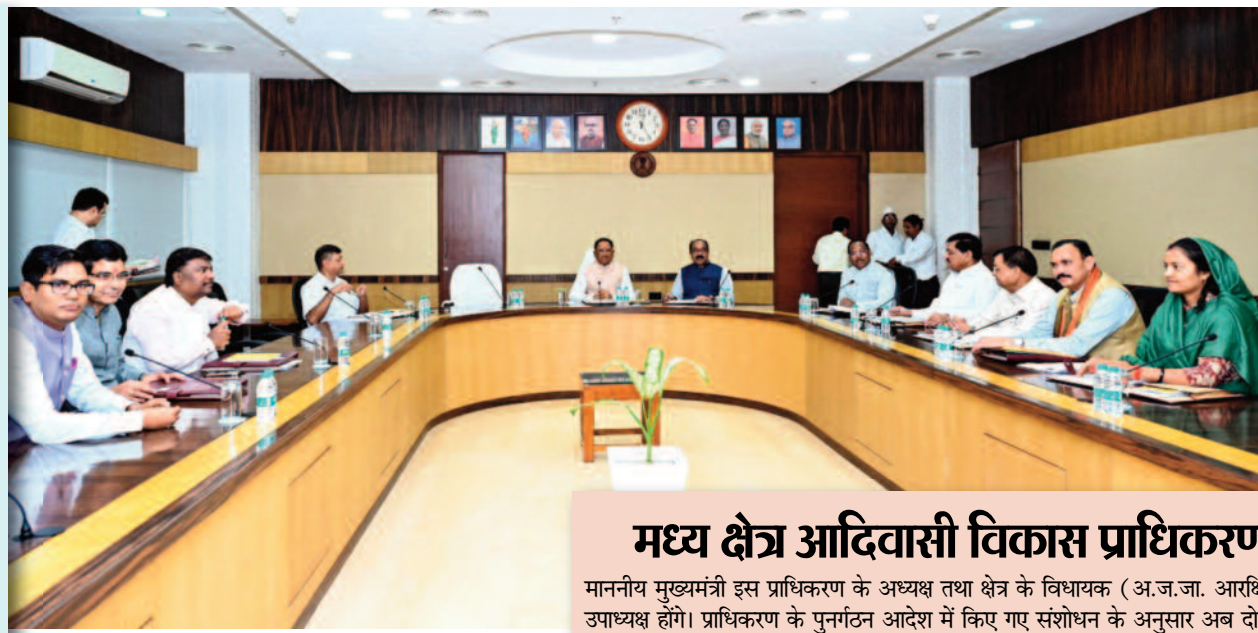 मध्य क्षेत्र आदिवासी विकास प्राधिकरण
माननीय मुख्यमंत्री इस प्राधिकरण के अध्यक्ष तथा क्षेत्र के विधायक (अ.ज.जा.
उपाध्यक्ष होंगे। प्राधिकरण के पुनर्गठन आदेश में किए गए संशोधन के अनुसार अब